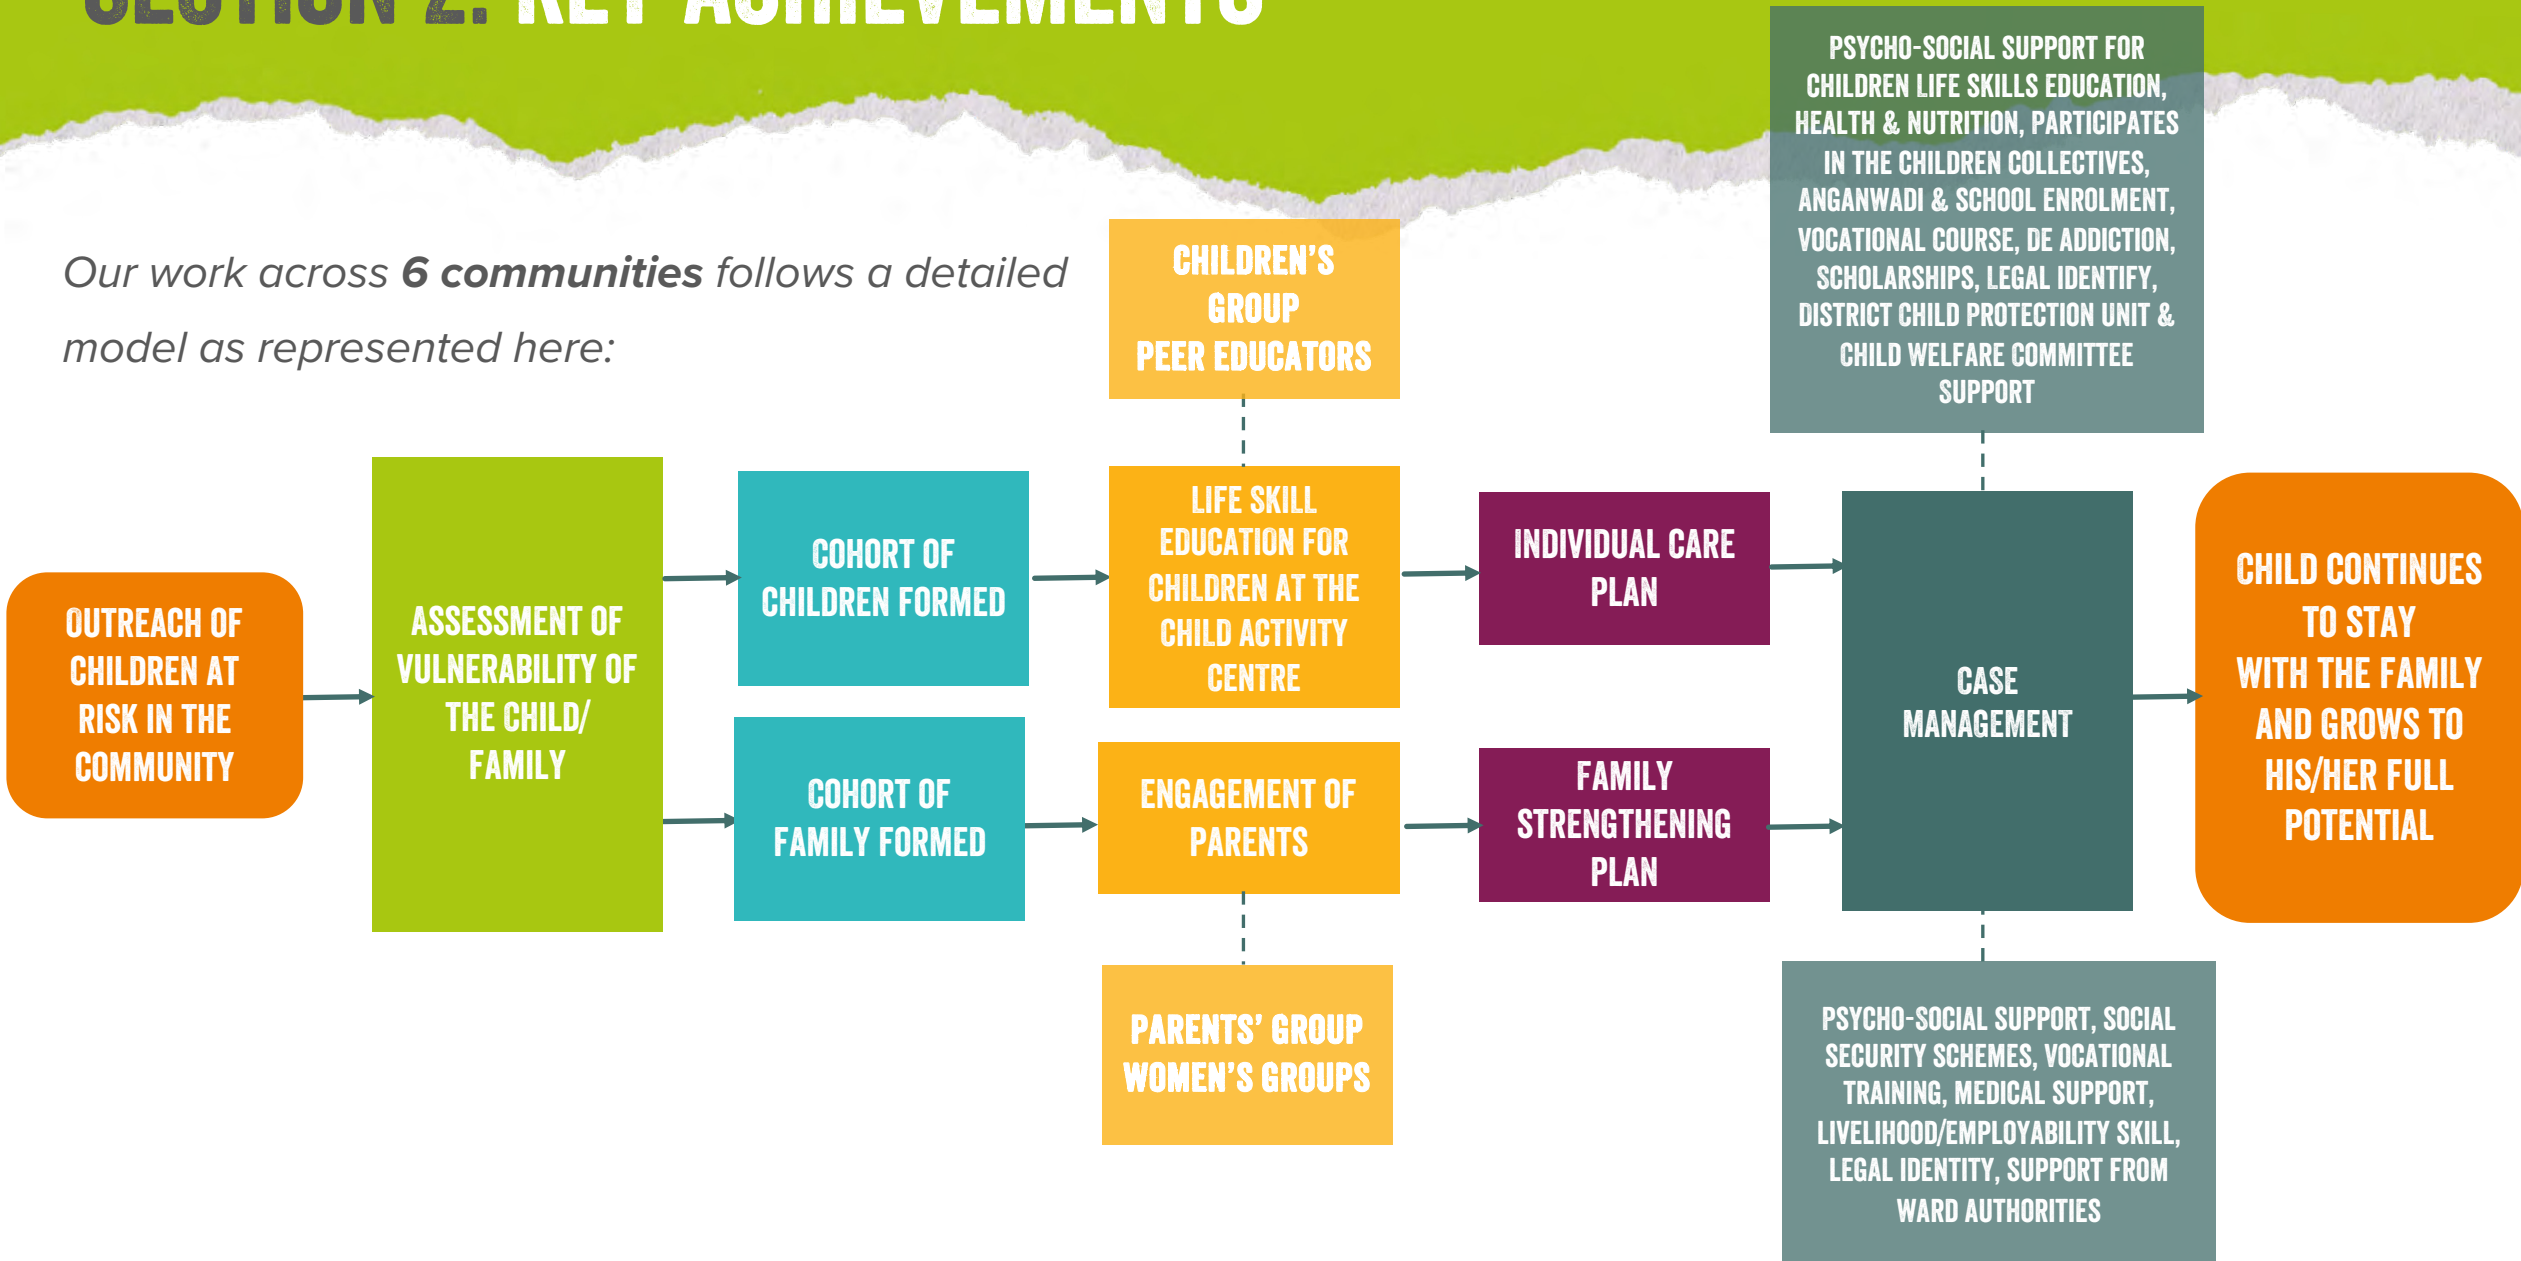 SECTION 2: KEY ACHIEVEMENTS
Our work across 6 communities follows a detailed
model as represented here:
OUTREACH OF
CHILDREN AT
RISK IN THE
COMMUNITY
ASSESSMENT OF
VULNERABILITY OF
THE CHILD/
FAMILY
COHORT OF
CHILDREN FORMED
COHORT OF
FAMILY FORMED
CHILDREN'S
GROUP
PEER EDUCATORS
LIFE SKILL
EDUCATION FOR
CHILDREN AT THE
CHILD ACTIVITY
CENTRE
ENGAGEMENT OF
PARENTS
PARENTS' GROUP
WOMEN'S GROUPS
INDIVIDUAL CARE
PLAN
FAMILY
STRENGTHENING
PLAN
PSYCHO-SOCIAL SUPPORT FOR
CHILDREN LIFE SKILLS EDUCATION,
HEALTH & NUTRITION, PARTICIPATES
IN THE CHILDREN COLLECTIVES,
ANGANWADI & SCHOOL ENROLMENT,
VOCATIONAL COURSE, DE ADDICTION,
SCHOLARSHIPS, LEGAL IDENTIFY,
DISTRICT CHILD PROTECTION UNIT &
CHILD WELFARE COMMITTEE
SUPPORT
CASE
MANAGEMENT
PSYCHO-SOCIAL SUPPORT, SOCIAL
SECURITY SCHEMES, VOCATIONAL
TRAINING, MEDICAL SUPPORT,
LIVELIHOOD/EMPLOYABILITY SKILL,
LEGAL IDENTITY, SUPPORT FROM
WARD AUTHORITIES
CHILD CONTINUES
TO STAY
WITH THE FAMILY
AND GROWS TO
HIS/HER FULL
POTENTIAL